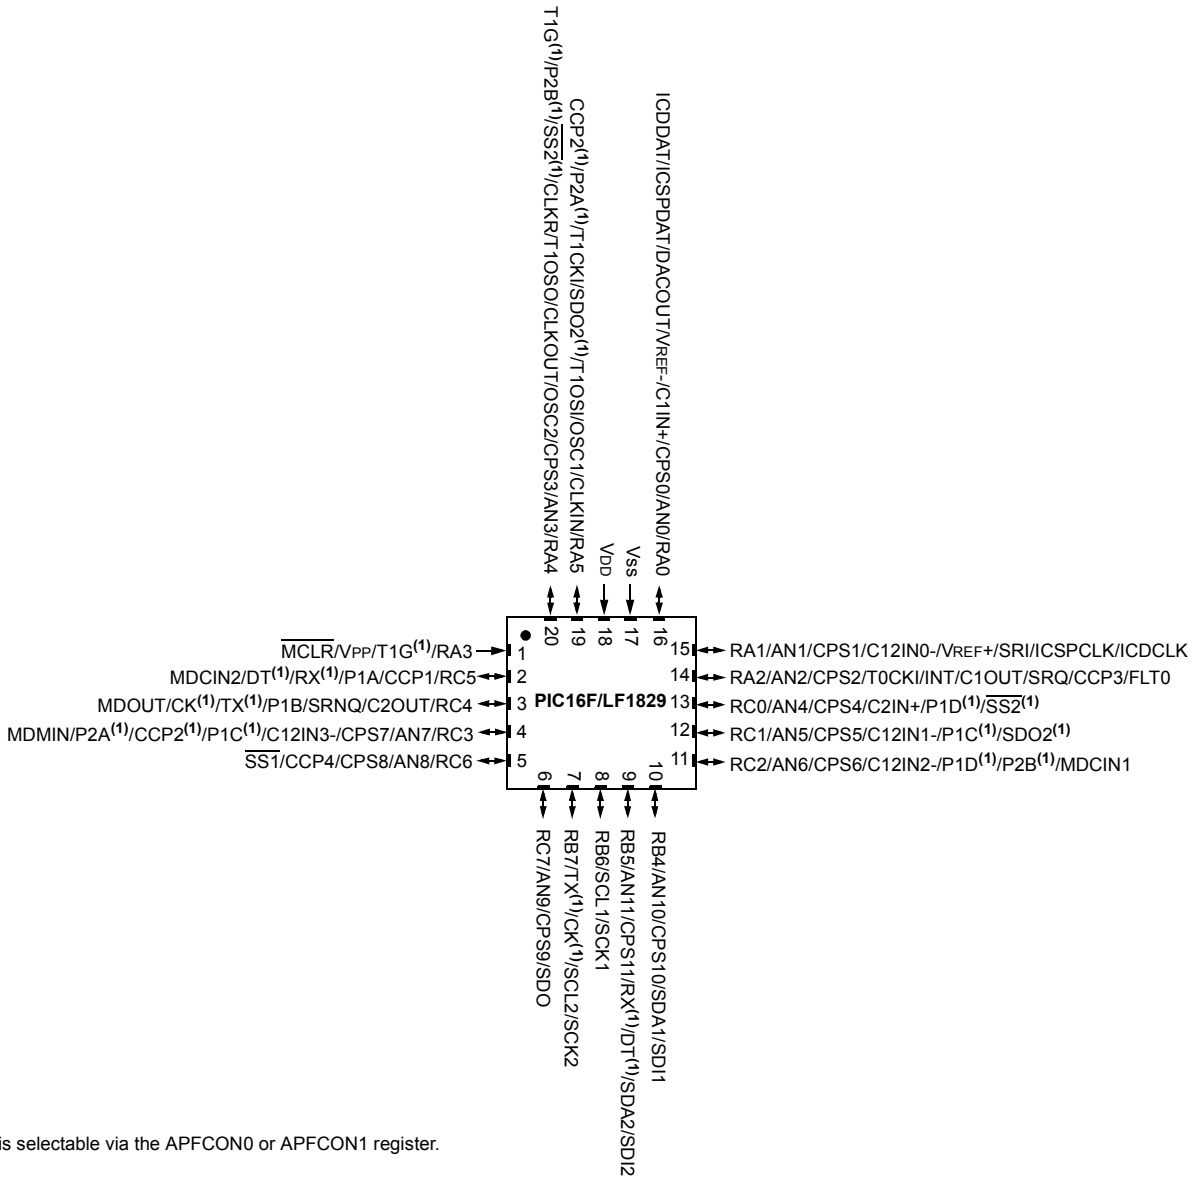 T1G(1)/P2B(1)/SS2(1)/CLKR/T1OSO/CLKOUT/OSC2/CPS3/AN3/RA4
CCP2(1)/P2A(1)/T1CKI/SDO2(1)/T1OSI/OSC1/CLKIN/RA5
VDD
Vss
ICDDAT/ICSPDAT/DACOUT/VREF-/C1IN+/CPS0/AN0/RA0
20 19 18 17 16
MCLR/VPP/T1G(1)/RA3 1
15 RA1/AN1/CPS1/C12IN0-/VREF+/SRI/ICSPCLK/ICDCLK
MDCIN2/DT(1)/RX(1)/P1A/CCP1/RC5 2
14 RA2/AN2/CPS2/T0CKI/INT/C1OUT/SRQ/CCP3/FLT0
MDOUT/CK(1)/TX(1)/P1B/SRNQ/C2OUT/RC4 3
PIC16F/LF1829
13 RC0/AN4/CPS4/C2IN+/P1D(1)/SS2(1)
MDMIN/P2A(1)/CCP2(1)/P1C(1)/C12IN3-/CPS7/AN7/RC3 4
12 RC1/AN5/CPS5/C12IN1-/P1C(1)/SDO2(1)
SS1/CCP4/CPS8/AN8/RC6 5
11 RC2/AN6/CPS6/C12IN2-/P1D(1)/P2B(1)/MDCIN1
6 7 8 9 10
RC7/AN9/CPS9/SDO
RB7/TX(1)/CK(1)/SCL2/SCK2
RB6/SCL1/SCK1
RB5/AN11/CPS11/RX(1)/DT(1)/SDA2/SDI2
RB4/AN10/CPS10/SDA1/SDI1
is selectable via the APFCON0 or APFCON1 register.